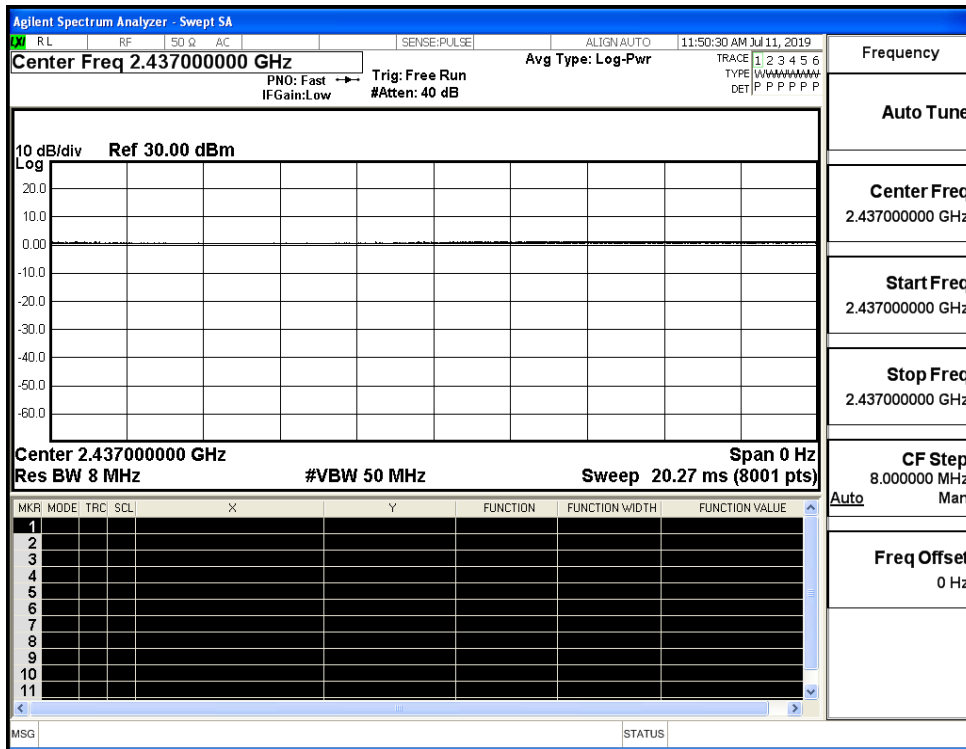 Agilent Spectrum Analyzer - Swept SA
LXI RL RF 50 Ω AC SENSE:PULSE ALIGN AUTO 11:50:30 AM Jul 11, 2019
Center Freq 2.437000000 GHz
PNO: Fast
IFGain:Low
Trig: Free Run
#Atten: 40 dB
Avg Type: Log-Pwr
TRACE 1 2 3 4 5 6
TYPE WWWWWW
DET P P P P P P
10 dB/div Ref 30.00 dBm
Log
20.0
10.0
0.00
-10.0
-20.0
-30.0
-40.0
-50.0
-60.0
Center 2.437000000 GHz Span 0 Hz
Res BW 8 MHz #VBW 50 MHz Sweep 20.27 ms (8001 pts)
MKR MODE TRC SCL X Y FUNCTION FUNCTION WIDTH FUNCTION VALUE
1
2
3
4
5
6
7
8
9
10
11
MSG STATUS
Frequency
Auto Tune
Center Freq
2.437000000 GHz
Start Freq
2.437000000 GHz
Stop Freq
2.437000000 GHz
CF Step
8.000000 MHz
Auto Man
Freq Offset
0 Hz